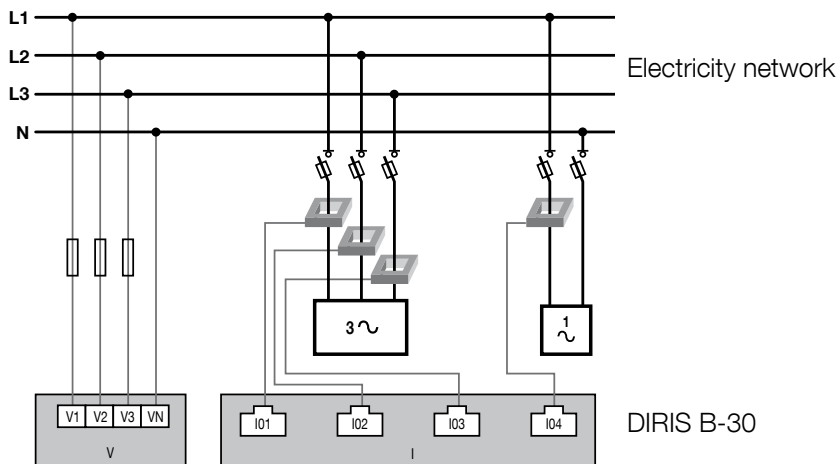 L1
L2
Electricity network
L3
N
3
1
V1 V2 V3 VN
I01 I02 I03 I04
DIRIS B-30
V
I